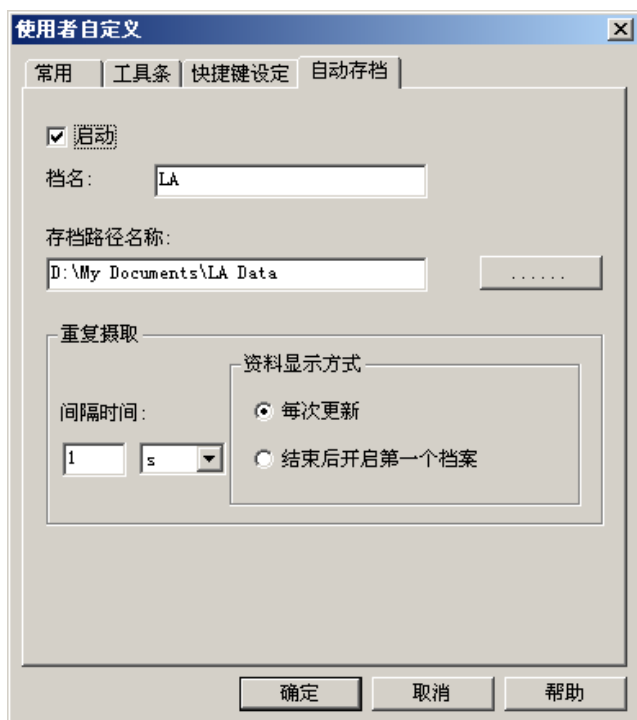 使用者自定义
常用 工具条 快捷键设定 自动存档
启动
档名: LA
存档路径名称:
D:\My Documents\LA Data ......
重复摄取
资料显示方式
间隔时间: 每次更新
1 s 结束后开启第一个档案
确定 取消 帮助